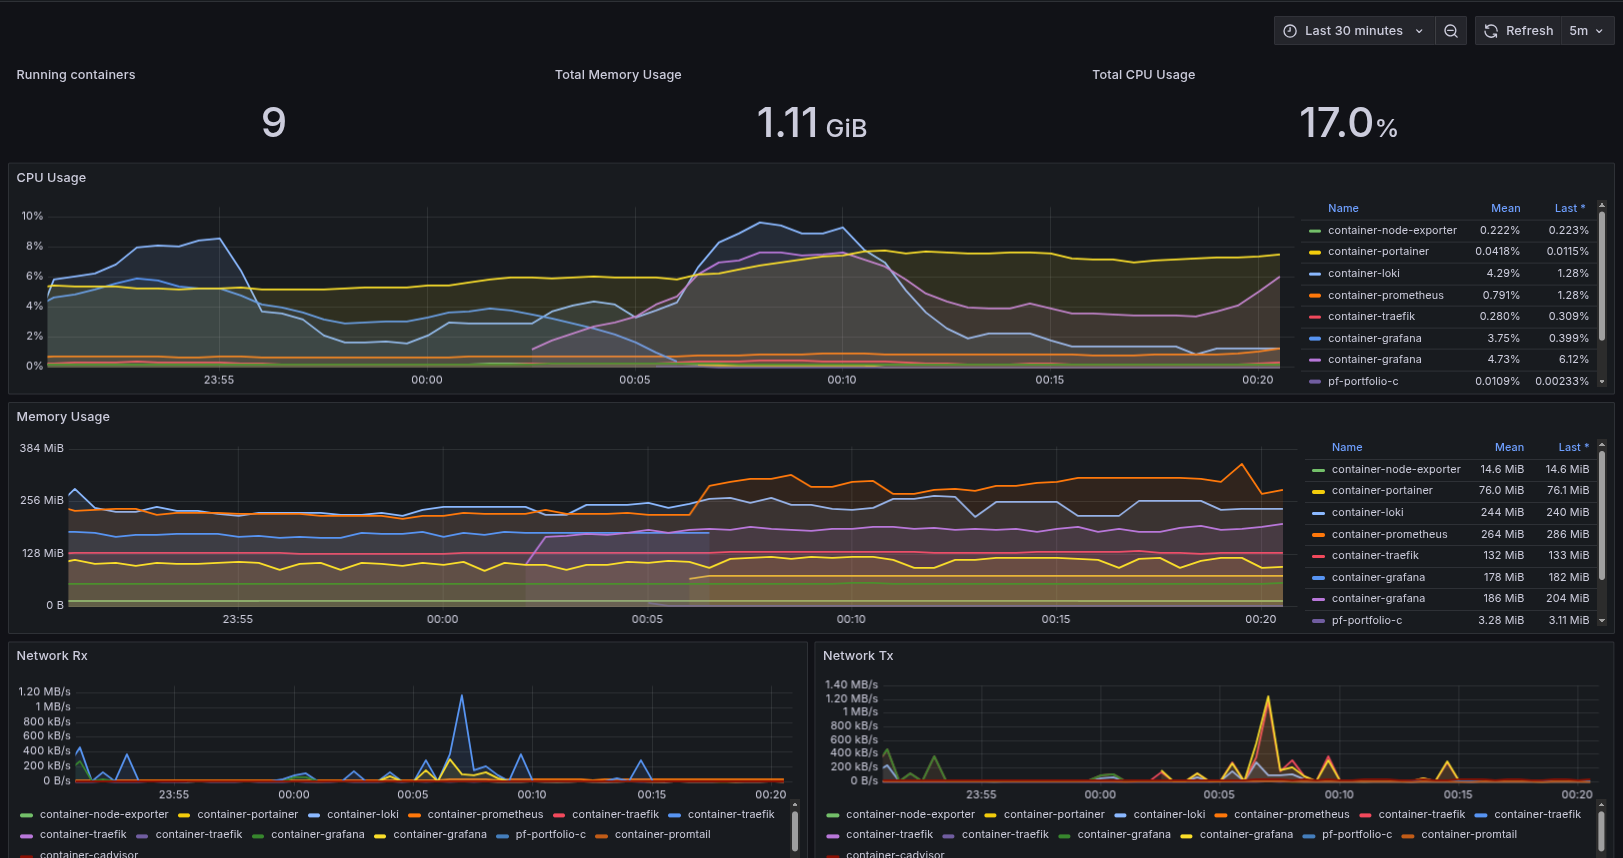 Last 30 minutes Refresh 5m
Running containers Total Memory Usage Total CPU Usage
9 1.11 GiB 17.0%
CPU Usage
10%
8%
6%
4%
2%
0%
23:55 00:00 00:05 00:10 00:15 00:20
Name Mean Last *
container-node-exporter 0.222% 0.223%
container-portainer 0.0418% 0.0115%
container-loki 4.29% 1.28%
container-prometheus 0.791% 1.28%
container-traefik 0.280% 0.309%
container-grafana 3.75% 0.399%
container-grafana 4.73% 6.12%
pf-portfolio-c 0.0109% 0.00233%
Memory Usage
384 MiB
256 MiB
128 MiB
0 B
23:55 00:00 00:05 00:10 00:15 00:20
Name Mean Last *
container-node-exporter 14.6 MiB 14.6 MiB
container-portainer 76.0 MiB 76.1 MiB
container-loki 244 MiB 240 MiB
container-prometheus 264 MiB 286 MiB
container-traefik 132 MiB 133 MiB
container-grafana 178 MiB 182 MiB
container-grafana 186 MiB 204 MiB
pf-portfolio-c 3.28 MiB 3.11 MiB
Network Rx
1.20 MB/s
1 MB/s
800 kB/s
600 kB/s
400 kB/s
200 kB/s
0 B/s
23:55 00:00 00:05 00:10 00:15 00:20
container-node-exporter container-portainer container-loki container-prometheus container-traefik container-traefik
container-traefik container-traefik container-grafana container-grafana pf-portfolio-c container-promtail
container-cadvisor
Network Tx
1.40 MB/s
1.20 MB/s
1 MB/s
800 kB/s
600 kB/s
400 kB/s
200 kB/s
0 B/s
23:55 00:00 00:05 00:10 00:15 00:20
container-node-exporter container-portainer container-loki container-prometheus container-traefik container-traefik
container-traefik container-traefik container-grafana container-grafana pf-portfolio-c container-promtail
container-cadvisor